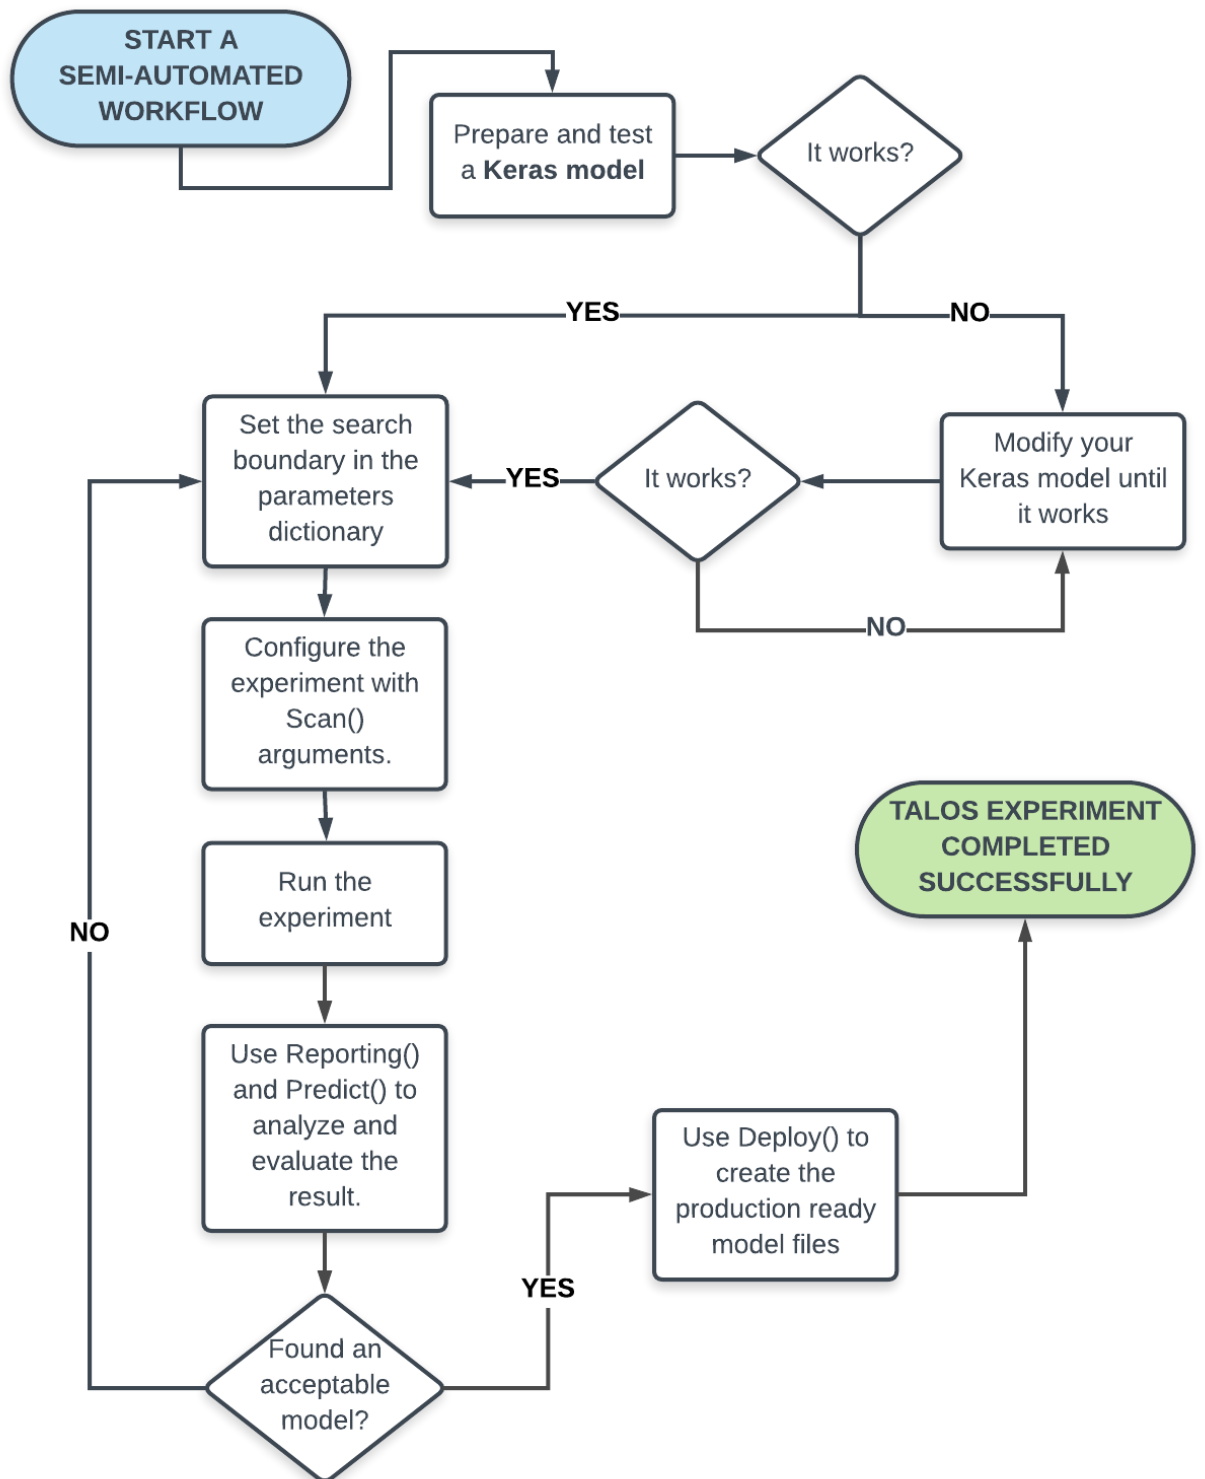 START A
SEMI-AUTOMATED
WORKFLOW
Prepare and test
a Keras model
It works?
YES
NO
Set the search
boundary in the
parameters
dictionary
YES
It works?
Modify your
Keras model until
it works
NO
Configure the
experiment with
Scan()
arguments.
Run the
experiment
TALOS EXPERIMENT
COMPLETED
SUCCESSFULLY
NO
Use Reporting()
and Predict() to
analyze and
evaluate the
result.
Use Deploy() to
create the
production ready
model files
YES
Found an
acceptable
model?